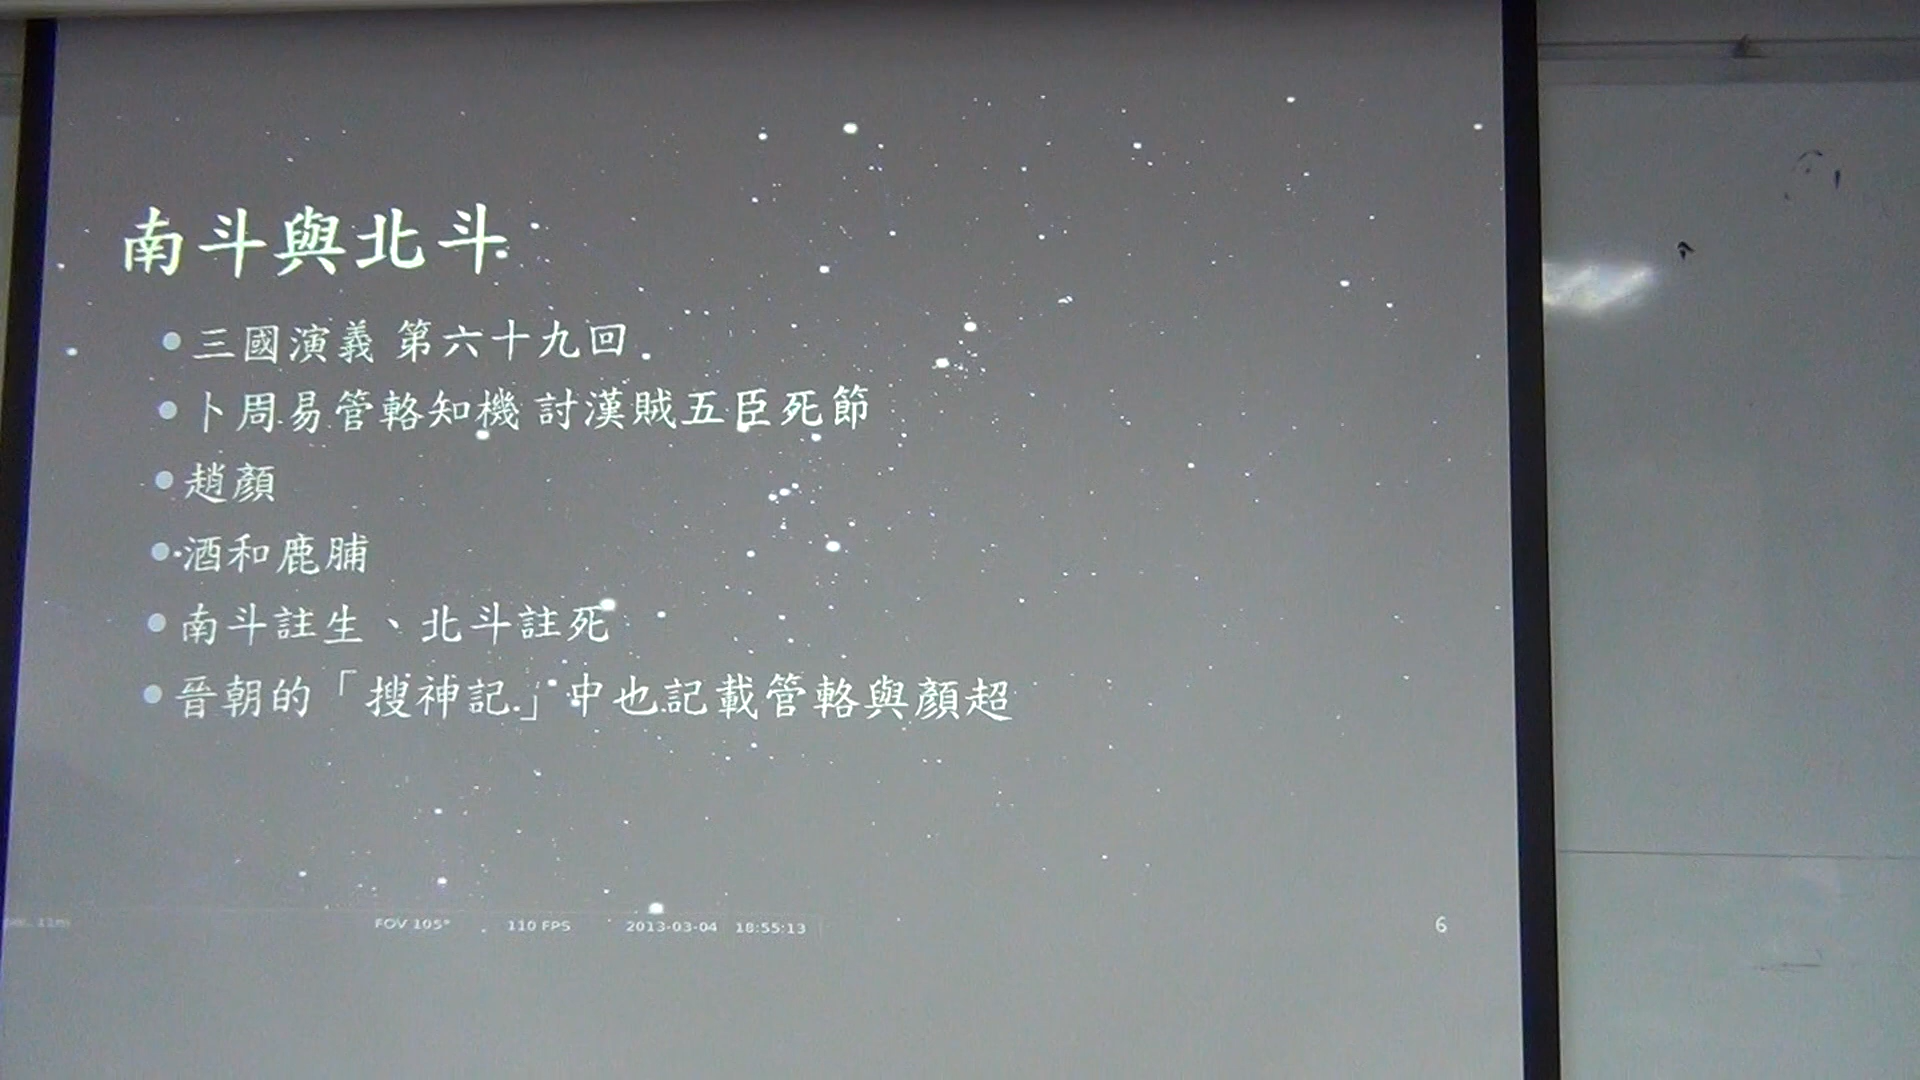 南斗與北斗
三國演義 第六十九回
卜周易管輅知機 討漢賊五臣死節
趙顏
酒和鹿脯
南斗註生、北斗註死
晉朝的「搜神記」中也記載管輅與顏超
FOV 105° 110 FPS 2013-03-04 18:55:13
6